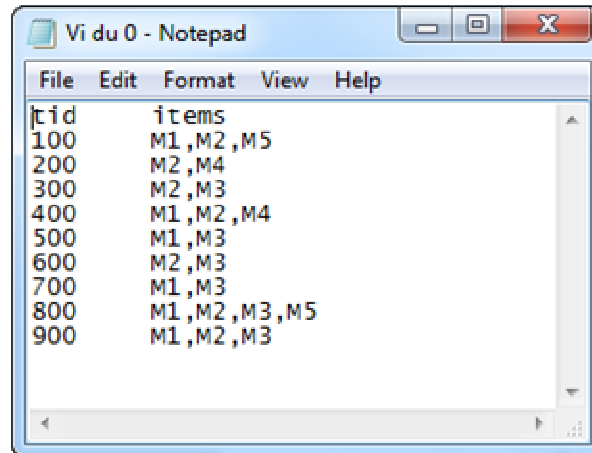 Vi du 0 - Notepad
File Edit Format View Help
tid items
100 M1,M2,M5
200 M2,M4
300 M2,M3
400 M1,M2,M4
500 M1,M3
600 M2,M3
700 M1,M3
800 M1,M2,M3,M5
900 M1,M2,M3